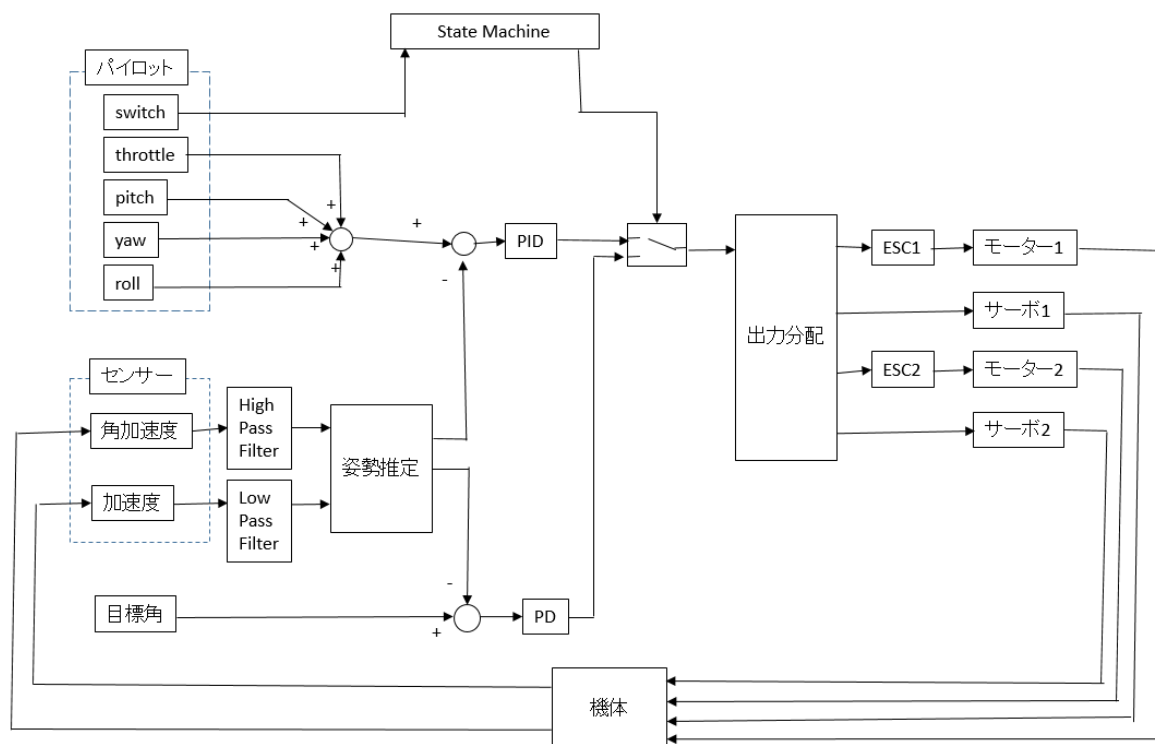 State Machine
パイロット
switch
throttle
pitch
yaw
roll
+
+
+
+
+
-
PID
センサー
角加速度
加速度
High
Pass
Filter
Low
Pass
Filter
姿勢推定
目標角
-
+
PD
出力分配
ESC1
モーター1
サーボ1
ESC2
モーター2
サーボ2
機体